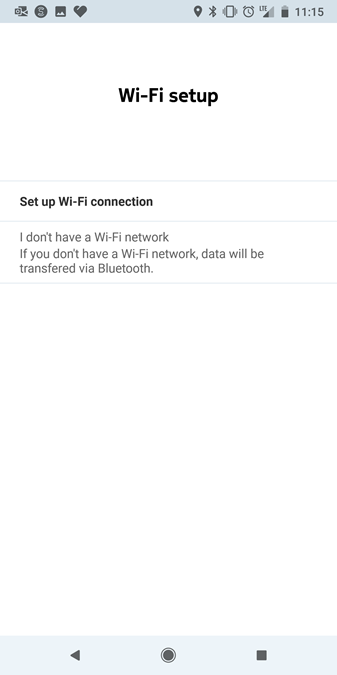 LTE 11:15
Wi-Fi setup
Set up Wi-Fi connection
I don't have a Wi-Fi network
If you don't have a Wi-Fi network, data will be
transfered via Bluetooth.